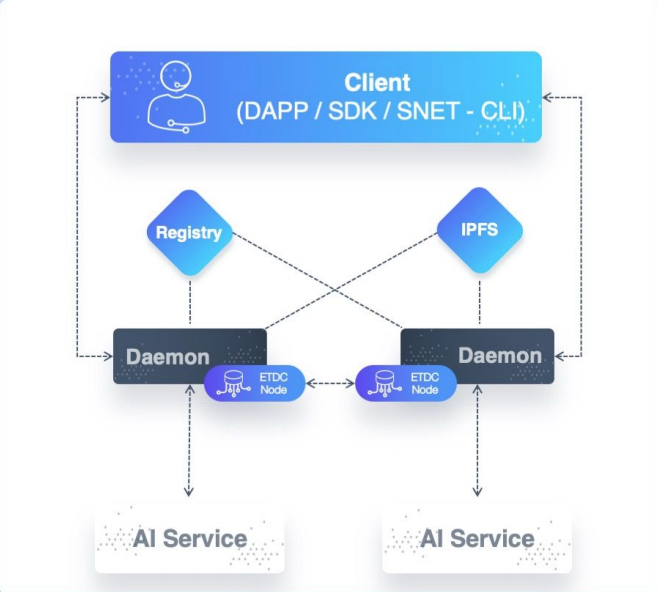 Client
(DAPP / SDK / SNET - CLI)
Registry
IPFS
Daemon
Daemon
ETDC
Node
ETDC
Node
AI Service
AI Service